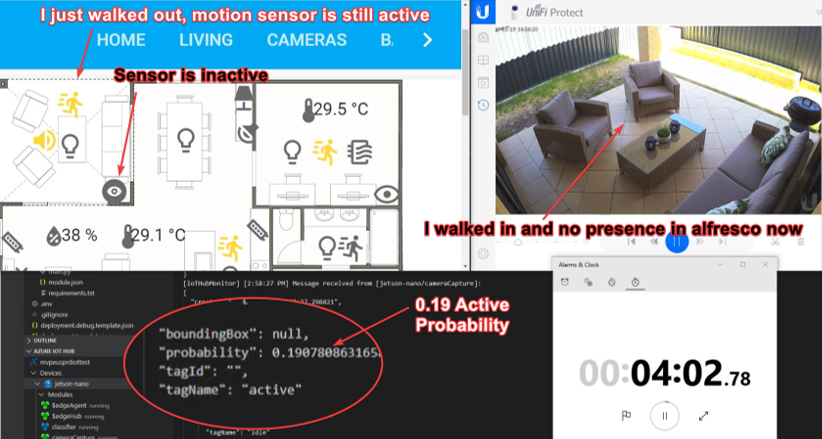 I just walked out, motion sensor is still active
HOME LIVING CAMERAS B
Sensor is inactive
29.5 °C
38 %
29.1 °C
U
UniFi Protect
I walked in and no presence in alfresco now
module.json
requirements.txt
.env
.gitignore
deployment.debug.template.json
OUTLINE
AZURE IOT HUB
mvpeusprdiottest
Devices
jetson-nano
Modules
$edgeAgent running
$edgeHub running
classifier running
cameraCapture running
[IoTHubMonitor] [2:58:27 PM] Message received from [jetson-nano/cameraCapture]:
{
"boundingBox": null,
"probability": 0.190780863165
"tagId": "",
"tagName": "active"
"tagName": "idle"
0.19 Active
Probability
Alarms & Clock
00:04:02.78